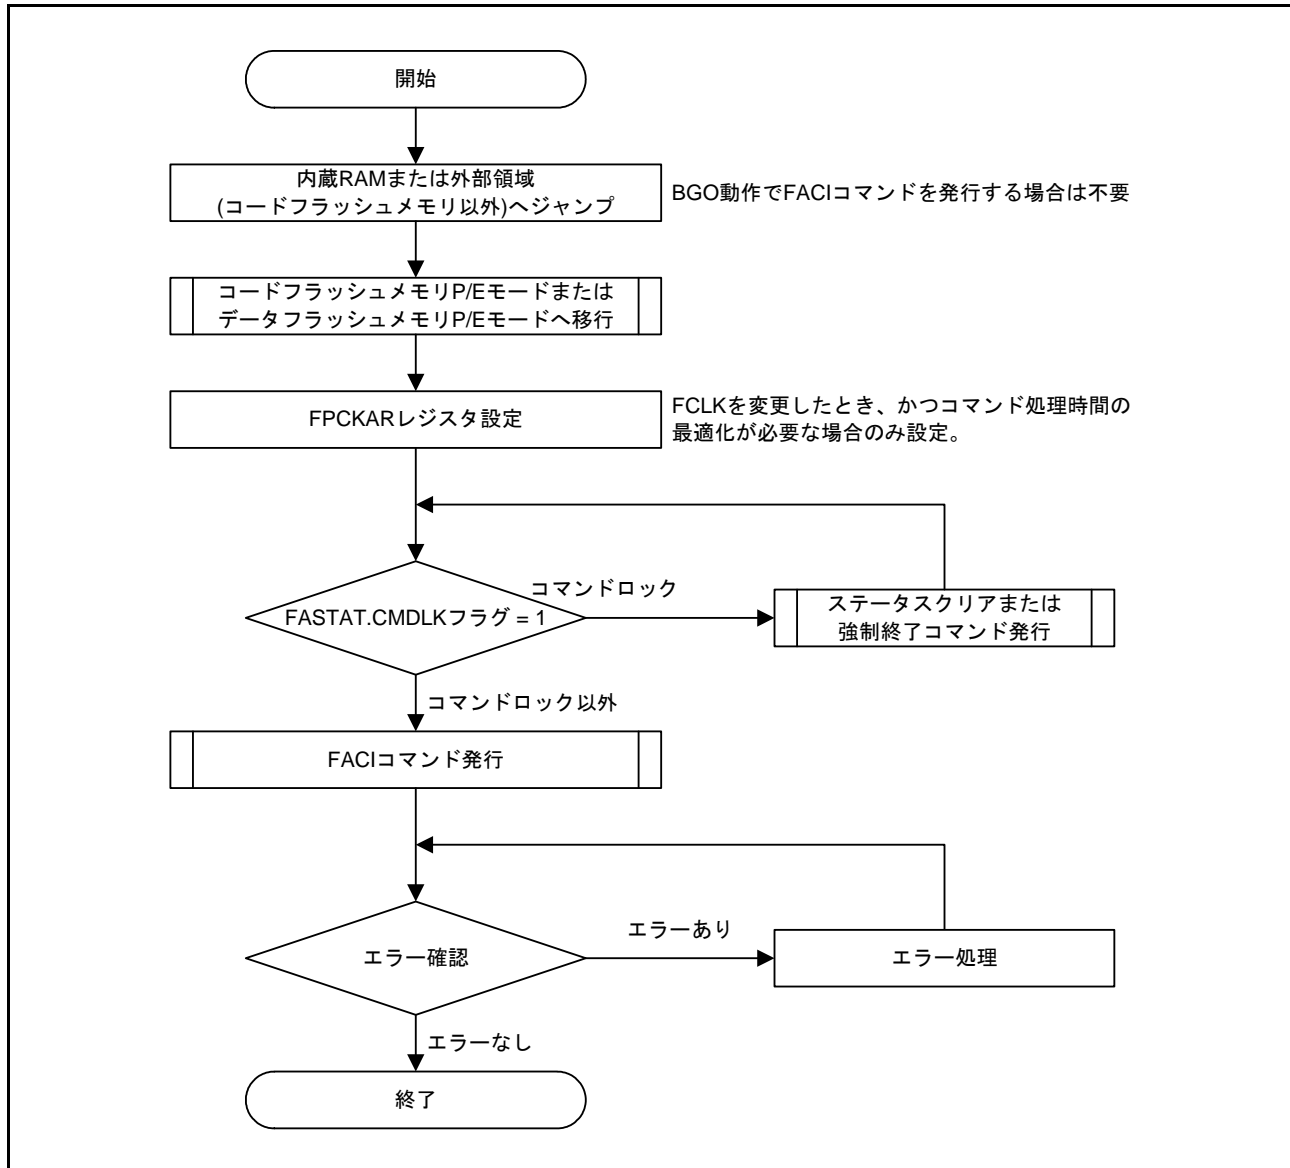 開始
内蔵RAMまたは外部領域
(コードフラッシュメモリ以外)へジャンプ
BGO動作でFACIコマンドを発行する場合は不要
コードフラッシュメモリP/Eモードまたは
データフラッシュメモリP/Eモードへ移行
FPCKARレジスタ設定
FCLKを変更したとき、かつコマンド処理時間の
最適化が必要な場合のみ設定。
FASTAT.CMDLKフラグ = 1
コマンドロック
ステータスクリアまたは
強制終了コマンド発行
コマンドロック以外
FACIコマンド発行
エラー確認
エラーあり
エラー処理
エラーなし
終了